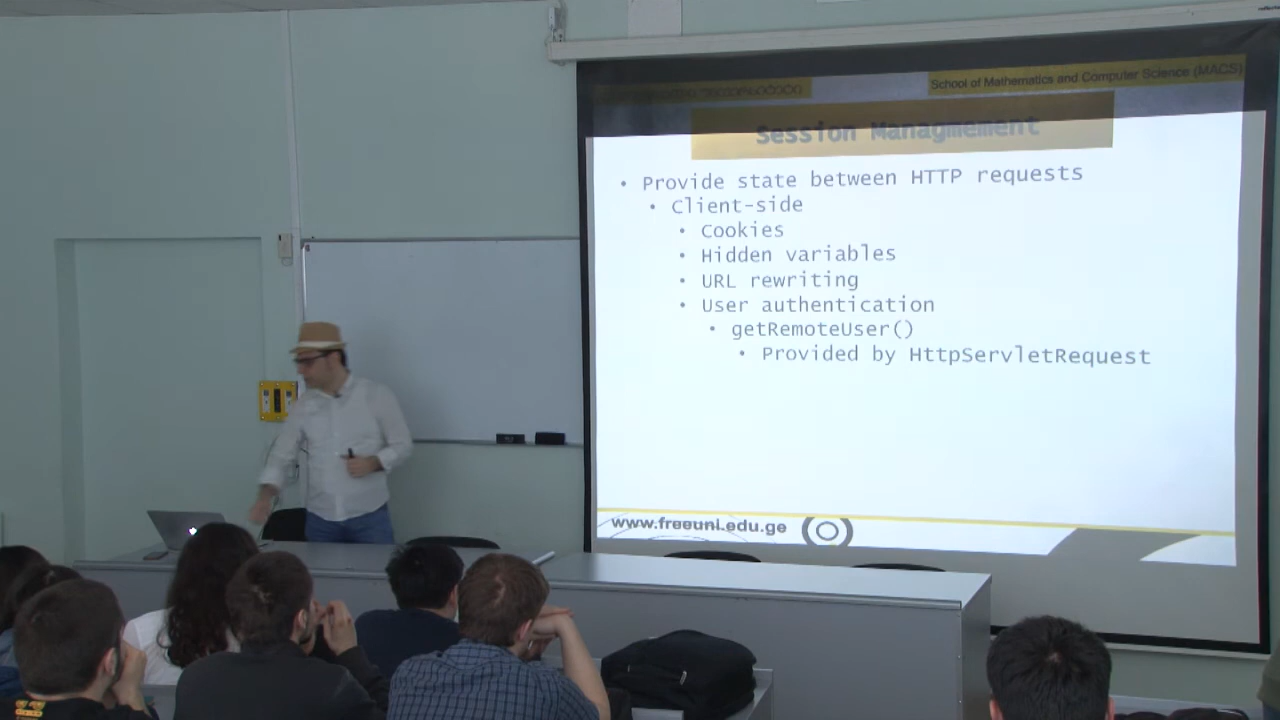 School of Mathematics and Computer Science (MACS)
Session Managmement
• Provide state between HTTP requests
• Client-side
• Cookies
• Hidden variables
• URL rewriting
• User authentication
• getRemoteUser()
• Provided by HttpServletRequest
www.freeuni.edu.ge